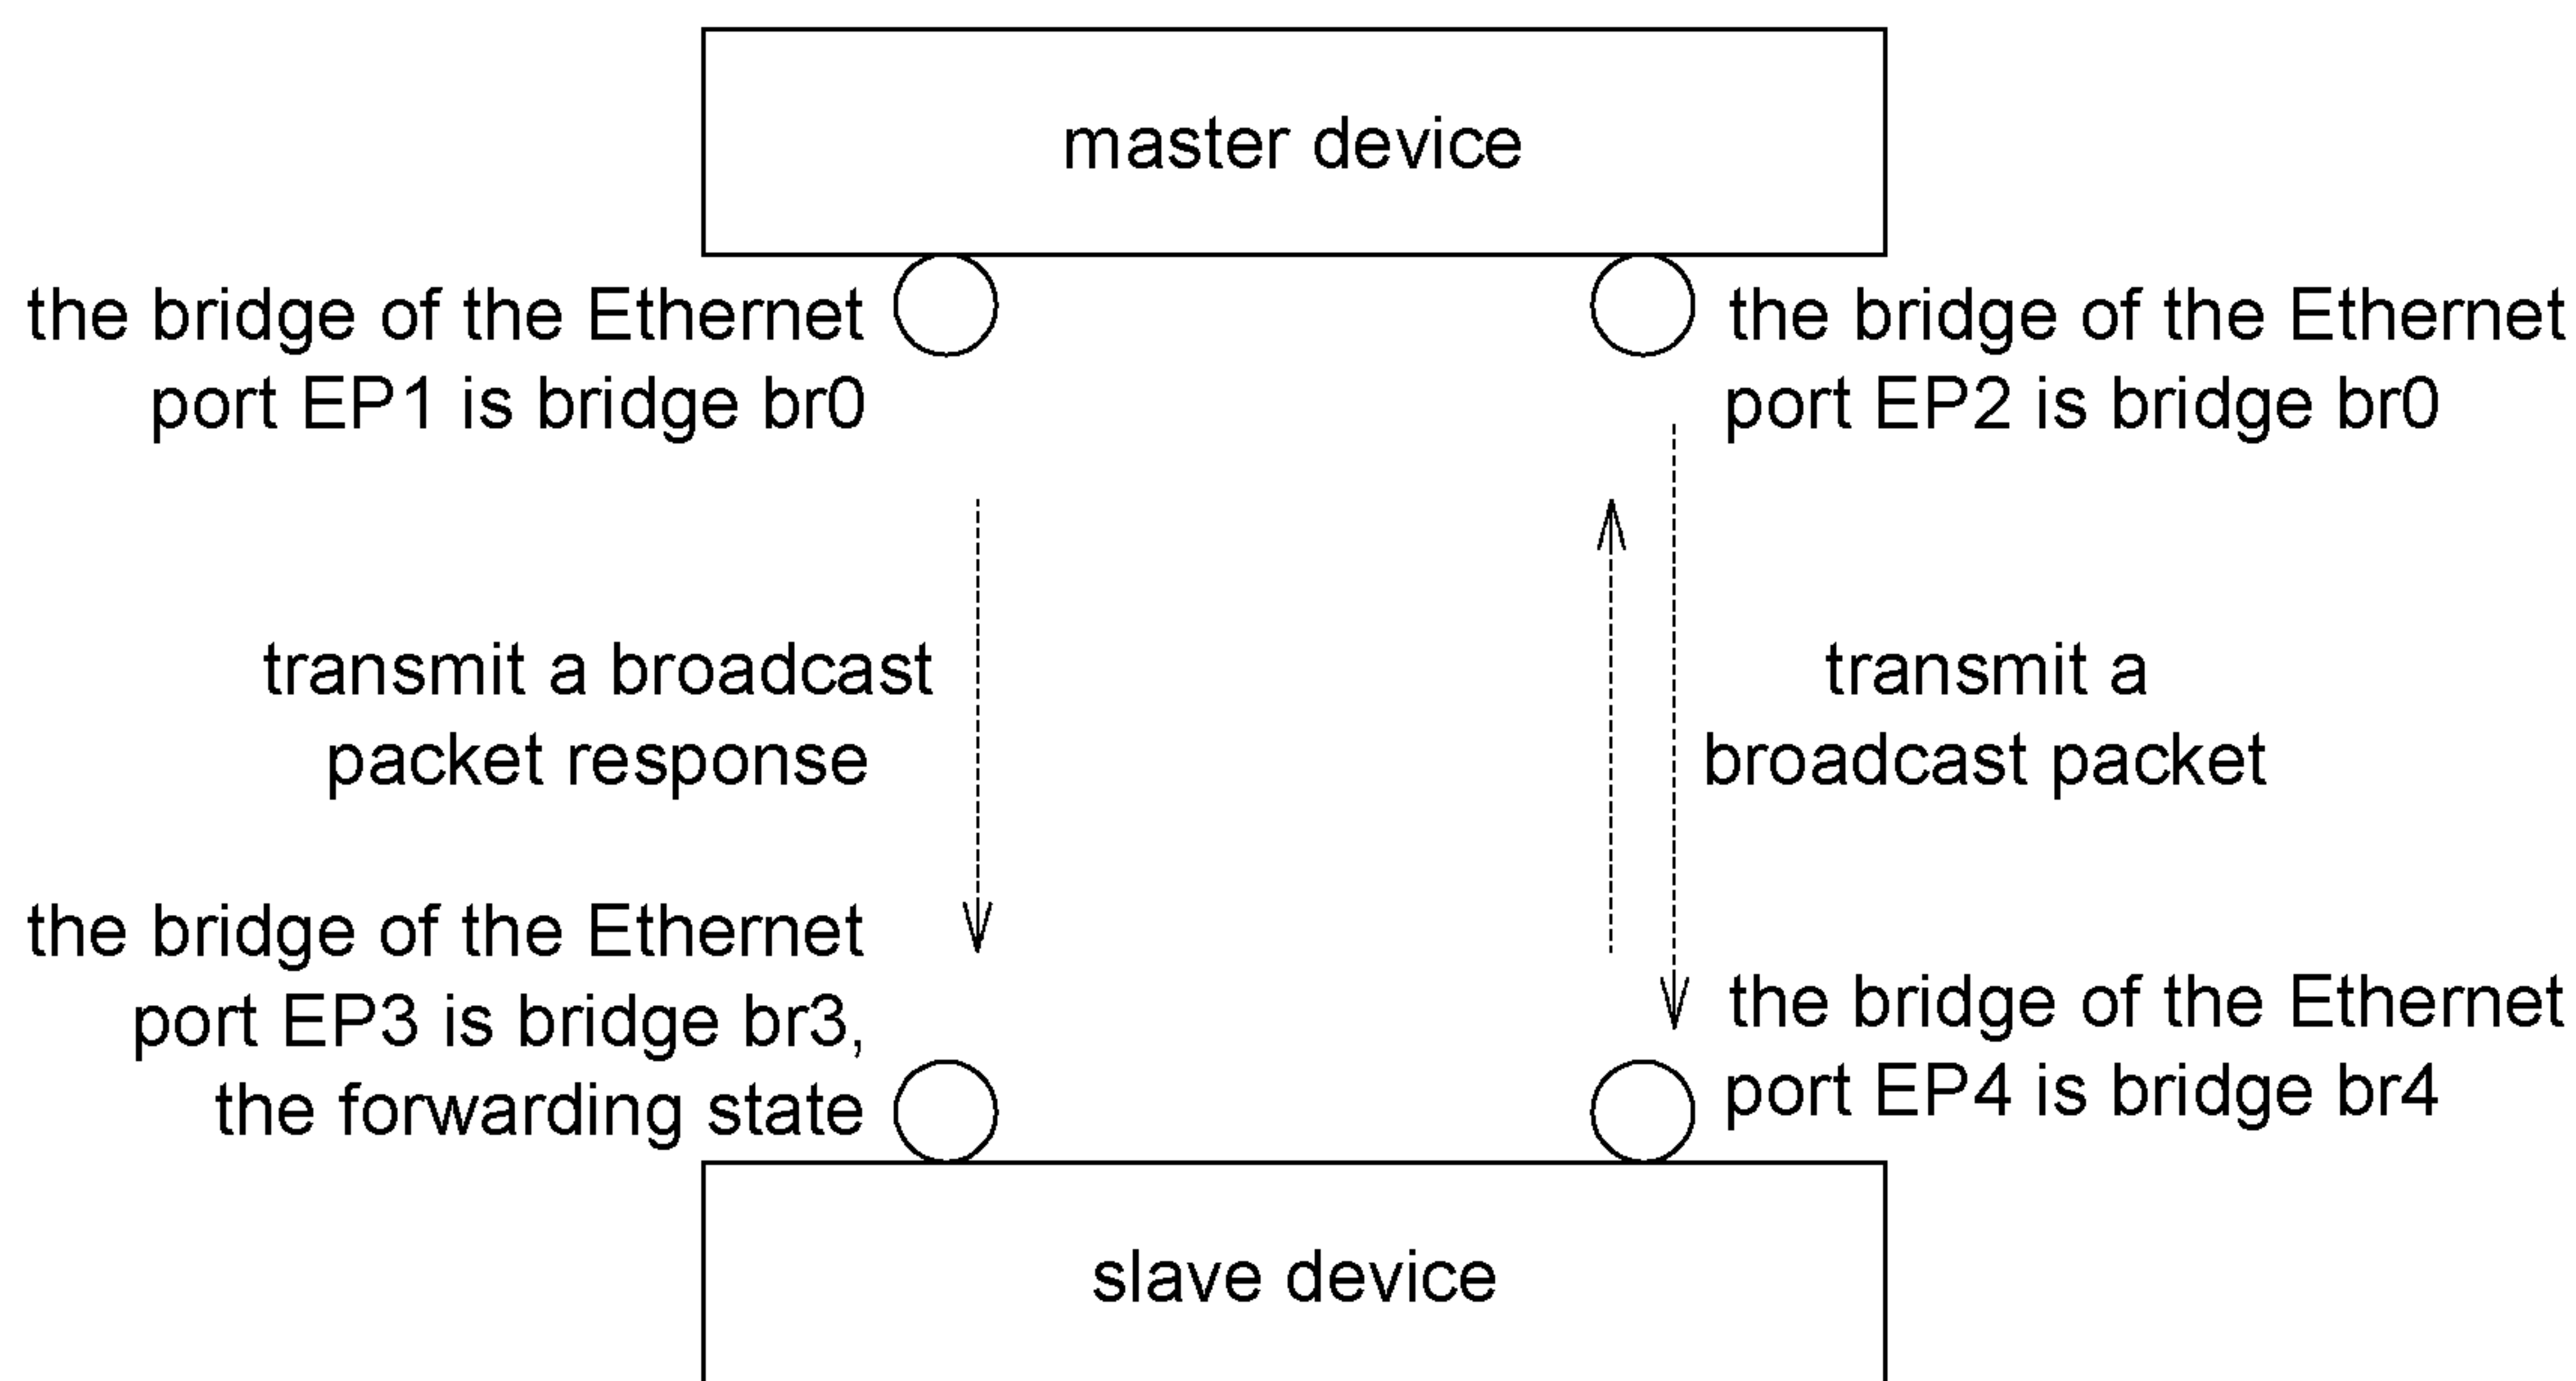 master device
the bridge of the Ethernet
port EP1 is bridge br0
the bridge of the Ethernet
port EP2 is bridge br0
transmit a broadcast
packet response
transmit a
broadcast packet
the bridge of the Ethernet
port EP3 is bridge br3,
the forwarding state
the bridge of the Ethernet
port EP4 is bridge br4
slave device